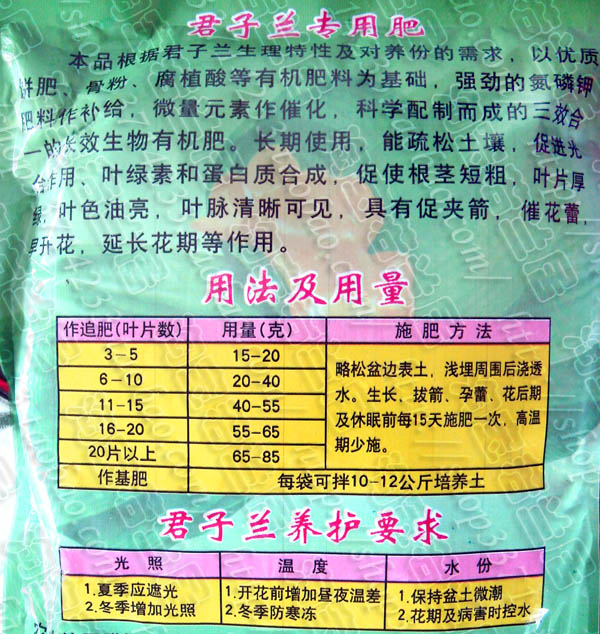 君子兰专用肥
本品根据君子兰生理特性及对养份的需求，以优质
饼肥、骨粉、腐植酸等有机肥料为基础，强劲的氮磷钾
肥料作补给，微量元素作催化，科学配制而成的三效合
一的长效生物有机肥。长期使用，能疏松土壤，促进光
合作用、叶绿素和蛋白质合成，促使根茎短粗，叶片厚
绿，叶色油亮，叶脉清晰可见，具有促夹箭，催花蕾，
早开花，延长花期等作用。
用法及用量
作追肥(叶片数) 用量(克) 施肥方法
3-5 15-20
6-10 20-40
11-15 40-55
16-20 55-65
20片以上 65-85
略松盆边表土，浅埋周围后浇透
水。生长，拔箭、孕蕾、花后期
及休眠前每15天施肥一次，高温
期少施。
作基肥 每袋可拌10-12公斤培养土
君子兰养护要求
光照 温度 水份
1.夏季应遮光 1.开花前增加昼夜温差 1.保持盆土微潮
2.冬季增加光照 2.冬季防寒冻 2.花期及病害时控水